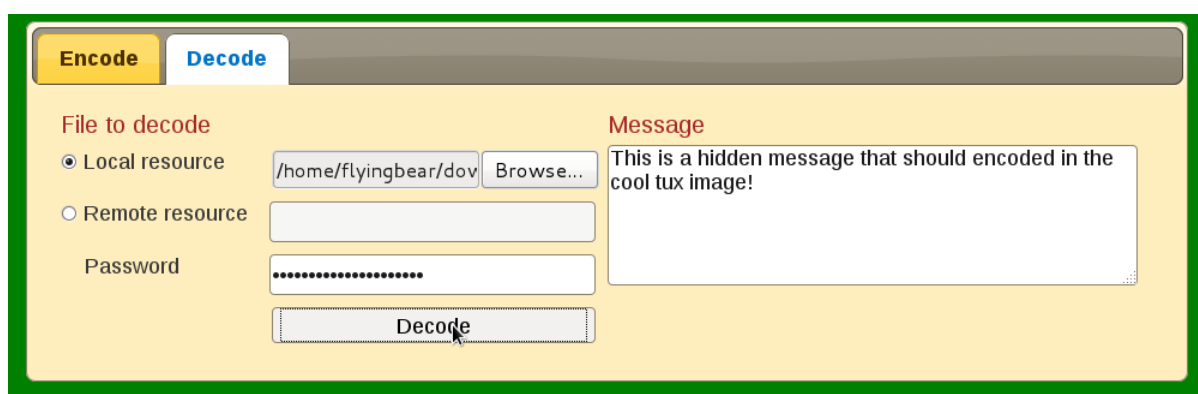 Encode Decode
File to decode
Message
Local resource /home/flyingbear/dov Browse...
This is a hidden message that should encoded in the
cool tux image!
Remote resource
Password
Decode